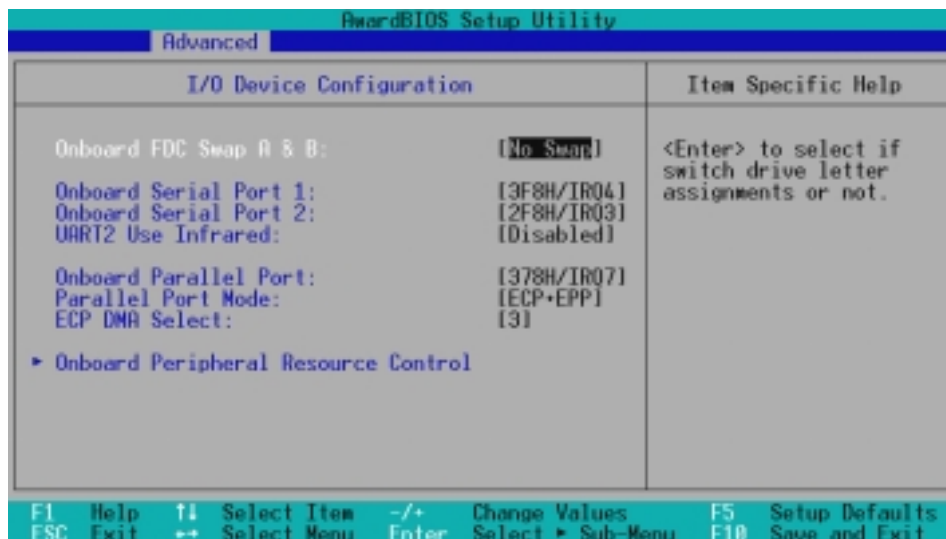 AwardBIOS Setup Utility
Advanced
I/O Device Configuration
Item Specific Help
Onboard FDC Swap A & B: [No Swap]
Onboard Serial Port 1: [3F8H/IRQ4]
Onboard Serial Port 2: [2F8H/IRQ3]
UART2 Use Infrared: [Disabled]
Onboard Parallel Port: [378H/IRQ7]
Parallel Port Mode: [ECP+EPP]
ECP DMA Select: [3]
► Onboard Peripheral Resource Control
<Enter> to select if
switch drive letter
assignments or not.
F1 Help ↑↓ Select Item -/+ Change Values F5 Setup Defaults
ESC Exit ←→ Select Menu Enter Select ► Sub-Menu F10 Save and Exit